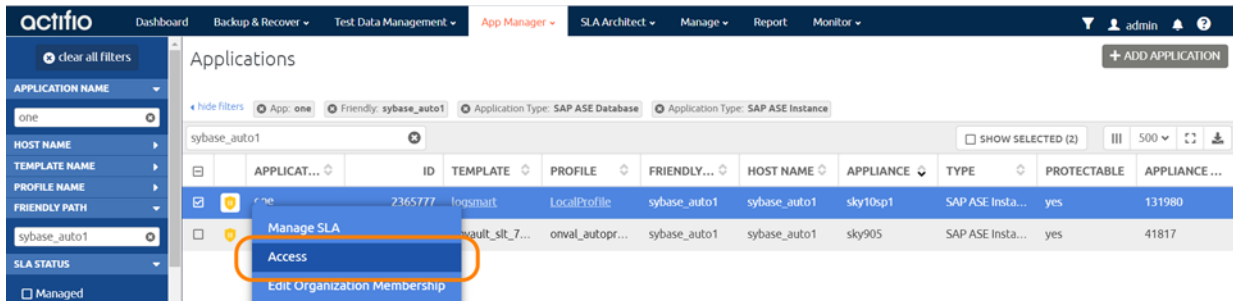 actifio
Dashboard Backup & Recover Test Data Management App Manager SLA Architect Manage Report Monitor admin
clear all filters
Applications
+ ADD APPLICATION
APPLICATION NAME
one
hide filters App: one Friendly: sybase_auto1 Application Type: SAP ASE Database Application Type: SAP ASE Instance
sybase_auto1 SHOW SELECTED (2) 500
HOST NAME
TEMPLATE NAME
PROFILE NAME
FRIENDLY PATH
sybase_auto1
SLA STATUS
Managed
APPLICAT... ID TEMPLATE PROFILE FRIENDLY... HOST NAME APPLIANCE TYPE PROTECTABLE APPLIANCE ...
one 2365777 logsmart LocalProfile sybase_auto1 sybase_auto1 sky10sp1 SAP ASE Insta... yes 131980
vault_slt_7... onval_autopr... sybase_auto1 sybase_auto1 sky905 SAP ASE Insta... yes 41817
Manage SLA
Access
Edit Organization Membership